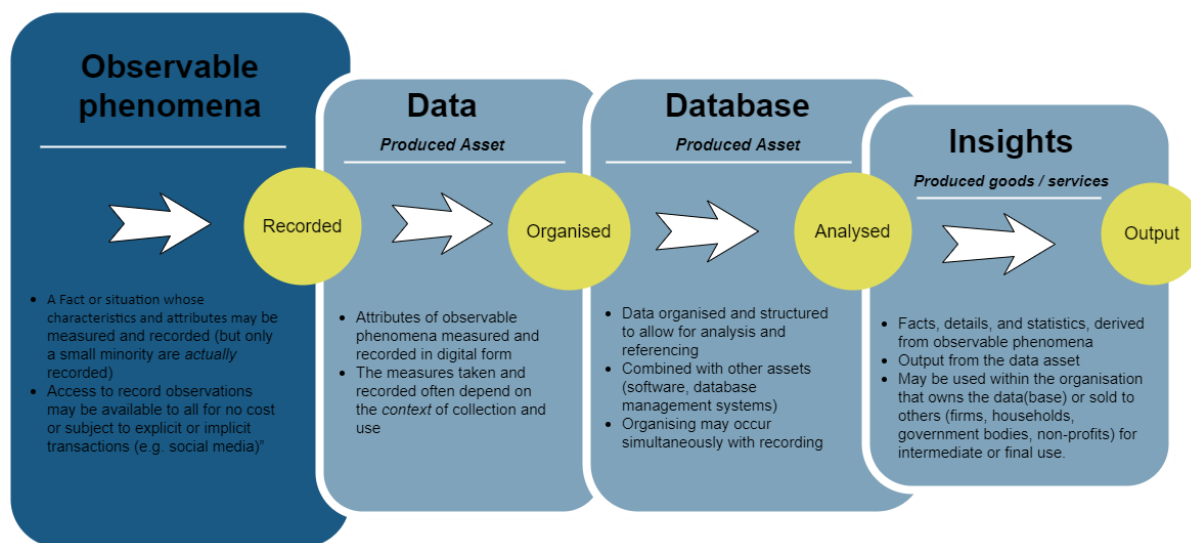 Observable
phenomena
Recorded
A Fact or situation whose
characteristics and attributes may be
measured and recorded (but only
a small minority are actually
recorded)
Access to record observations
may be available to all for no cost
or subject to explicit or implicit
transactions (e.g. social media)”
Data
Produced Asset
Organised
Attributes of observable
phenomena measured and
recorded in digital form
The measures taken and
recorded often depend on
the context of collection and
use
Database
Produced Asset
Analysed
Data organised and structured
to allow for analysis and
referencing
Combined with other assets
(software, database
management systems)
Organising may occur
simultaneously with recording
Insights
Produced goods / services
Output
Facts, details, and statistics, derived
from observable phenomena
Output from the data asset
May be used within the organisation
that owns the data(base) or sold to
others (firms, households,
government bodies, non-profits) for
intermediate or final use.